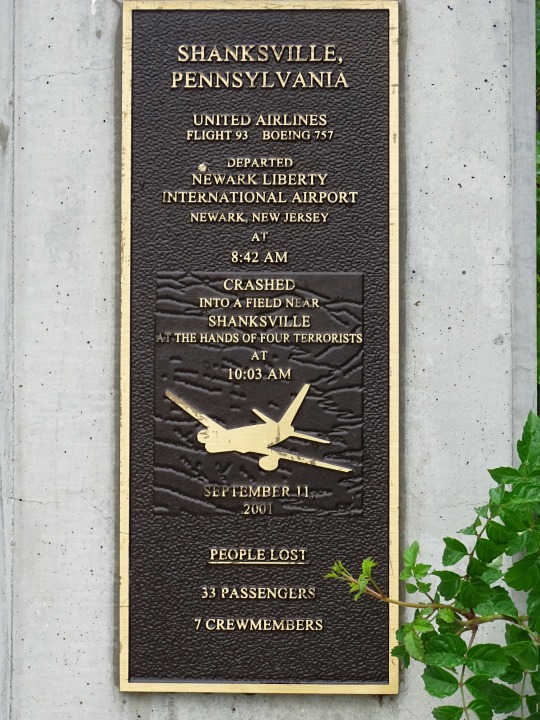 SHANKSVILLE,
PENNSYLVANIA
UNITED AIRLINES
FLIGHT 93 BOEING 757
DEPARTED
NEWARK LIBERTY
INTERNATIONAL AIRPORT
NEWARK, NEW JERSEY
AT
8:42 AM
CRASHED
INTO A FIELD NEAR
SHANKSVILLE
AT THE HANDS OF FOUR TERRORISTS
AT
10:03 AM
SEPTEMBER 11,
2001
PEOPLE LOST
33 PASSENGERS
7 CREWMEMBERS